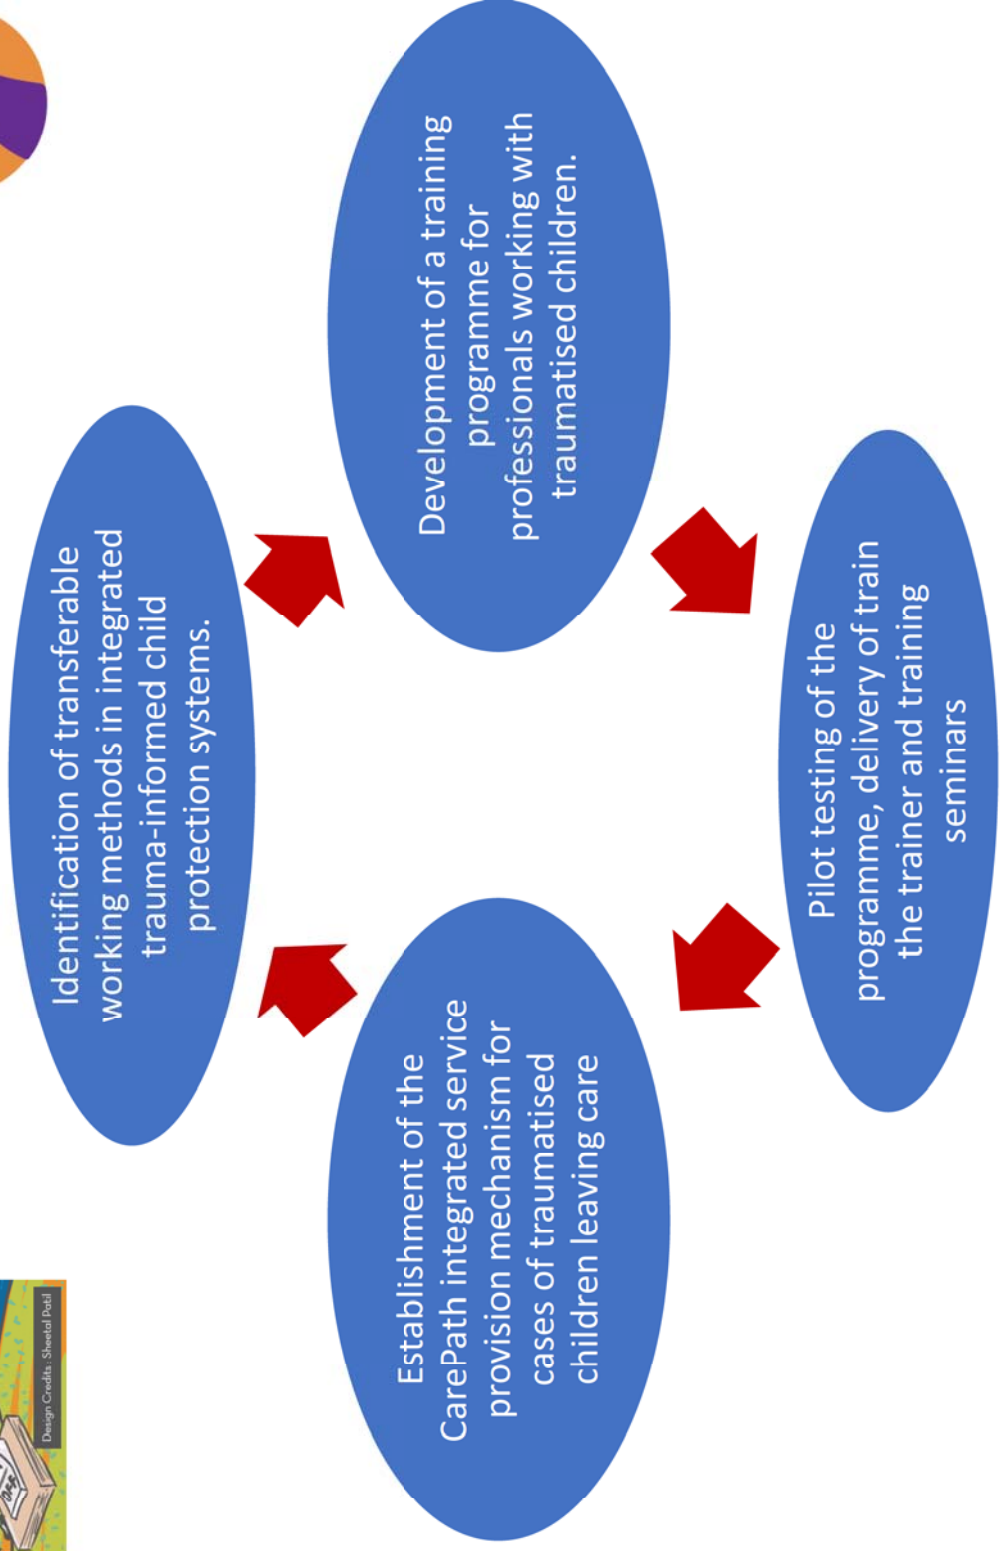 Identification of transferable
working methods in integrated
trauma-informed child
protection systems.
Development of a training
programme for
professionals working with
traumatised children.
Pilot testing of the
programme, delivery of train
the trainer and training
seminars
Establishment of the
CarePath integrated service
provision mechanism for
cases of traumatised
children leaving care
Design Credits: Sheetal Patil